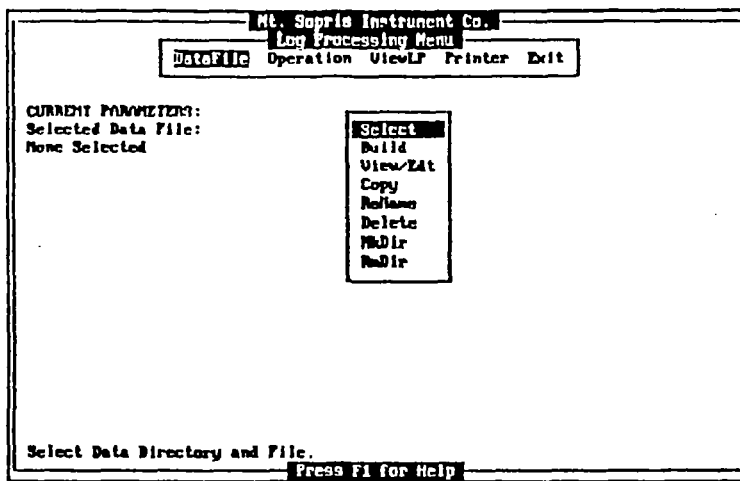 Mt. Sopris Instrument Co.
Log Processing Menu
DataFile Operation ViewLP Printer Exit
CURRENT PARAMETERS:
Selected Data File:
None Selected
Select
Build
View/Edt
Copy
ReName
Delete
MkDir
RmDir
Select Data Directory and File.
Press F1 for Help